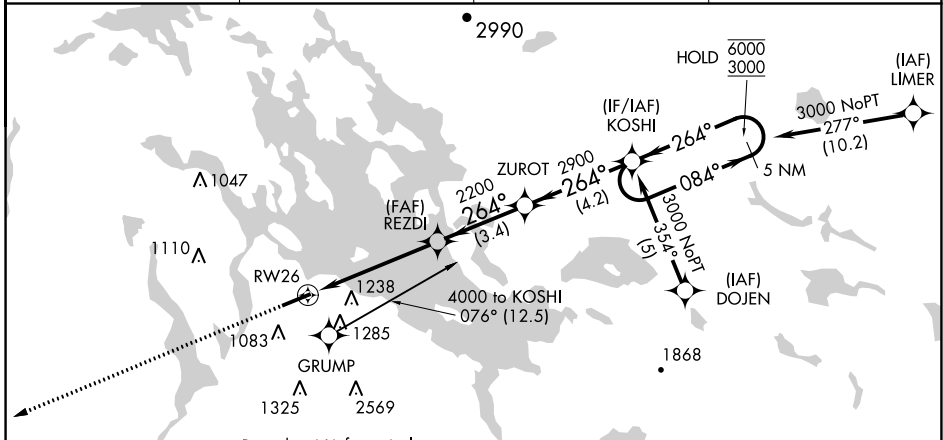 2990
HOLD 6000
3000
(IAF)
LIMER
(IF/IAF)
KOSHI
3000 NoPT
277°
(10.2)
264°
5 NM
084°
ZUROT
2900
264°
(4.2)
2200
264°
(3.4)
(FAF)
REZDI
3000 NoPT
354°
(5)
(IAF)
DOJEN
1047
1110
RW26
1238
4000 to KOSHI
076° (12.5)
1083
1285
GRUMP
1868
1325
2569